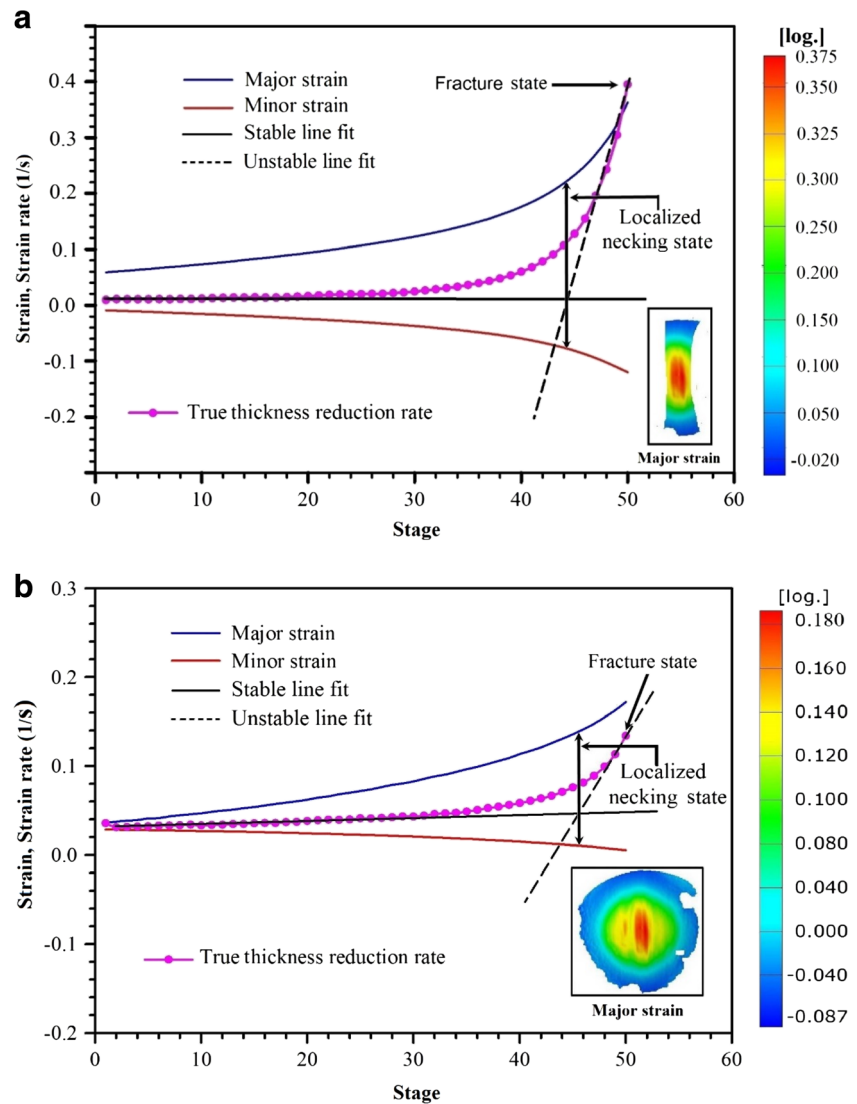 a
[log.]
0.375
0.350
0.325
0.300
0.250
0.200
0.150
0.100
0.050
-0.020
Strain, Strain rate (1/s)
0.4
0.3
0.2
0.1
0.0
-0.1
-0.2
Major strain
Minor strain
Stable line fit
Unstable line fit
Fracture state
Localized
necking state
True thickness reduction rate
Major strain
0
10
20
30
40
50
60
Stage
b
[log.]
0.180
0.160
0.140
0.120
0.100
0.080
0.040
0.000
-0.040
-0.087
Strain, Strain rate (1/s)
0.3
0.2
0.1
0.0
-0.1
-0.2
Major strain
Minor strain
Stable line fit
Unstable line fit
Fracture state
Localized
necking state
True thickness reduction rate
Major strain
0
10
20
30
40
50
60
Stage